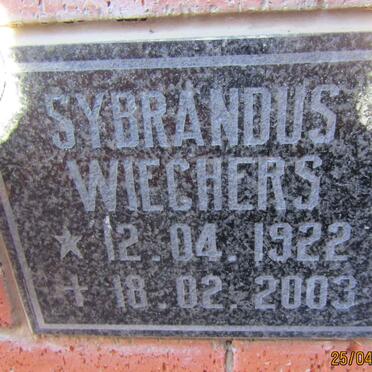 SYBRANDUS
WIECHERS
★ 12.04.1922
✝ 18.02.2003
25/04